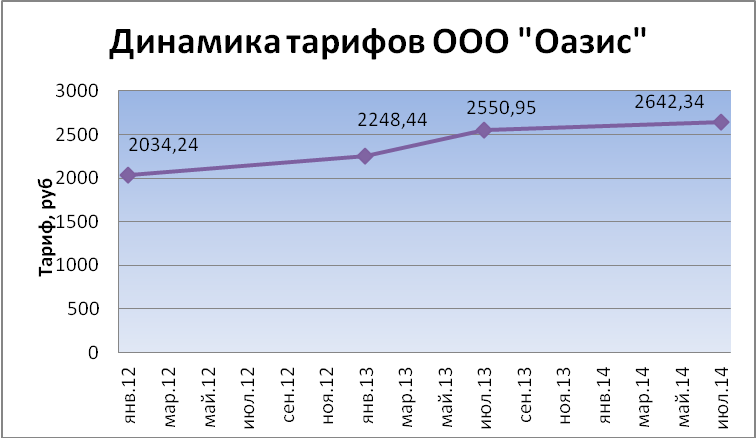 Динамика тарифов ООО "Оазис"
Тариф, руб
3000
2500
2000
1500
1000
500
0
2034,24
2248,44
2550,95
2642,34
янв.12
мар.12
май.12
июл.12
сен.12
ноя.12
янв.13
мар.13
май.13
июл.13
сен.13
ноя.13
янв.14
мар.14
май.14
июл.14